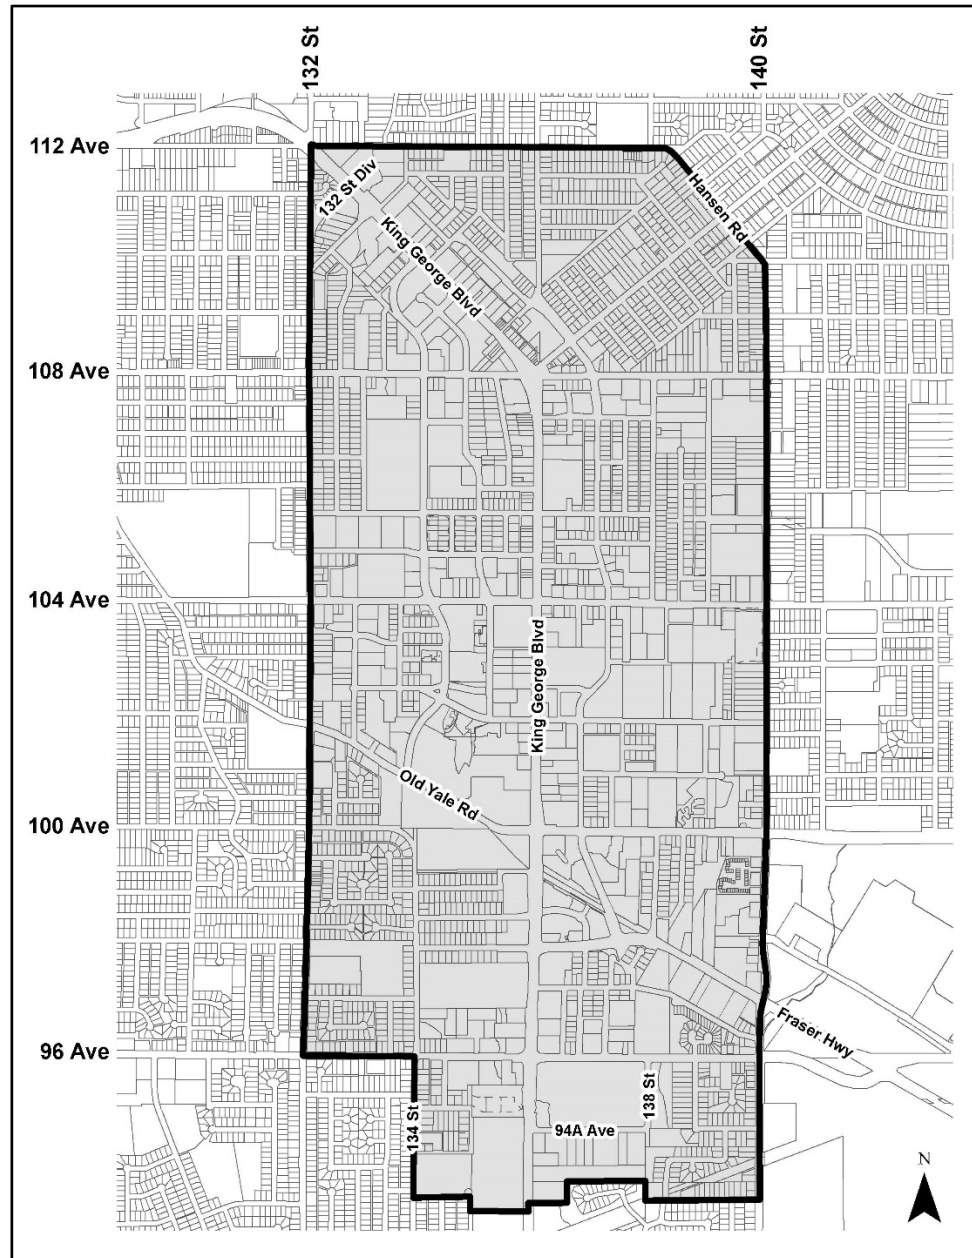 132 St
140 St
112 Ave
132 St Div
Hansen Rd
King George Blvd
108 Ave
104 Ave
King George Blvd
Old Yale Rd
100 Ave
Fraser Hwy
96 Ave
138 St
134 St
94A Ave
N